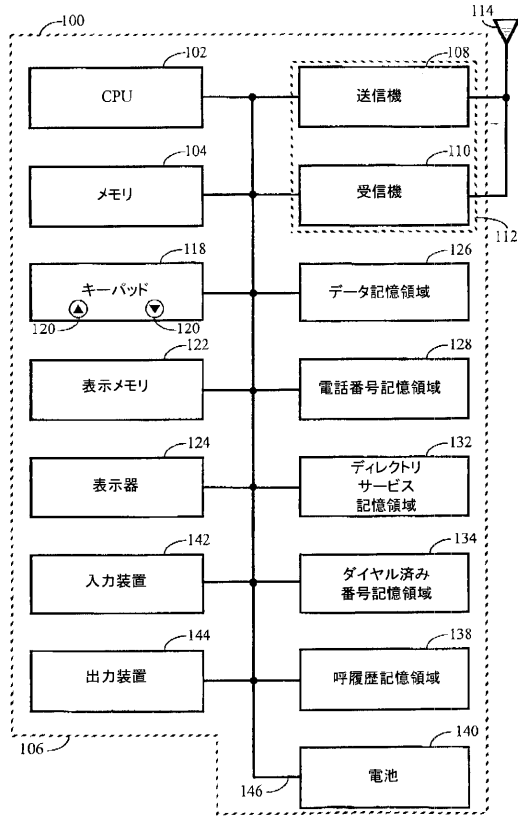 100
114
102
CPU
108
送信機
104
メモリ
110
受信機
112
118
キーパッド
120
120
126
データ記憶領域
122
表示メモリ
128
電話番号記憶領域
124
表示器
132
ディレクトリ
サービス
記憶領域
142
入力装置
134
ダイヤル済み
番号記憶領域
144
出力装置
138
呼履歴記憶領域
106
140
電池
146